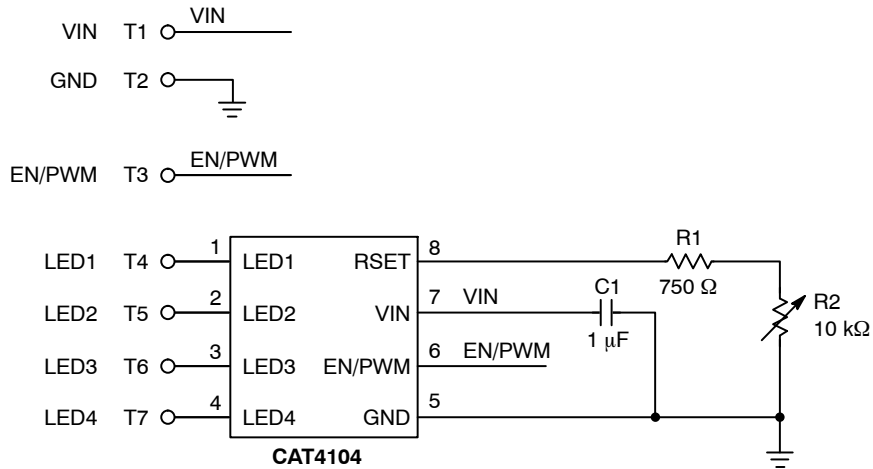 VIN T1 VIN
GND T2
EN/PWM T3 EN/PWM
LED1 T4 1 LED1 RSET 8 R1
750 Ω
LED2 T5 2 LED2 VIN 7 VIN C1
1 μF
R2
10 kΩ
LED3 T6 3 LED3 EN/PWM 6 EN/PWM
LED4 T7 4 LED4 GND 5
CAT4104